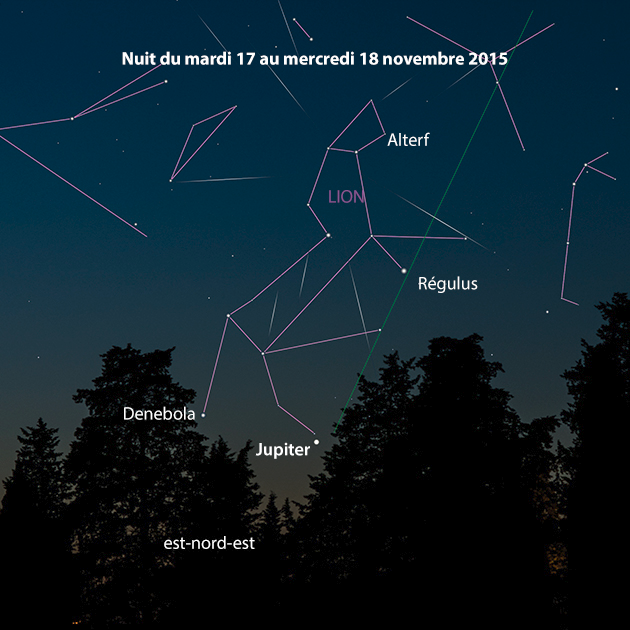 Nuit du mardi 17 au mercredi 18 novembre 2015
Alterf
LION
Régulus
Denebola
Jupiter
est-nord-est